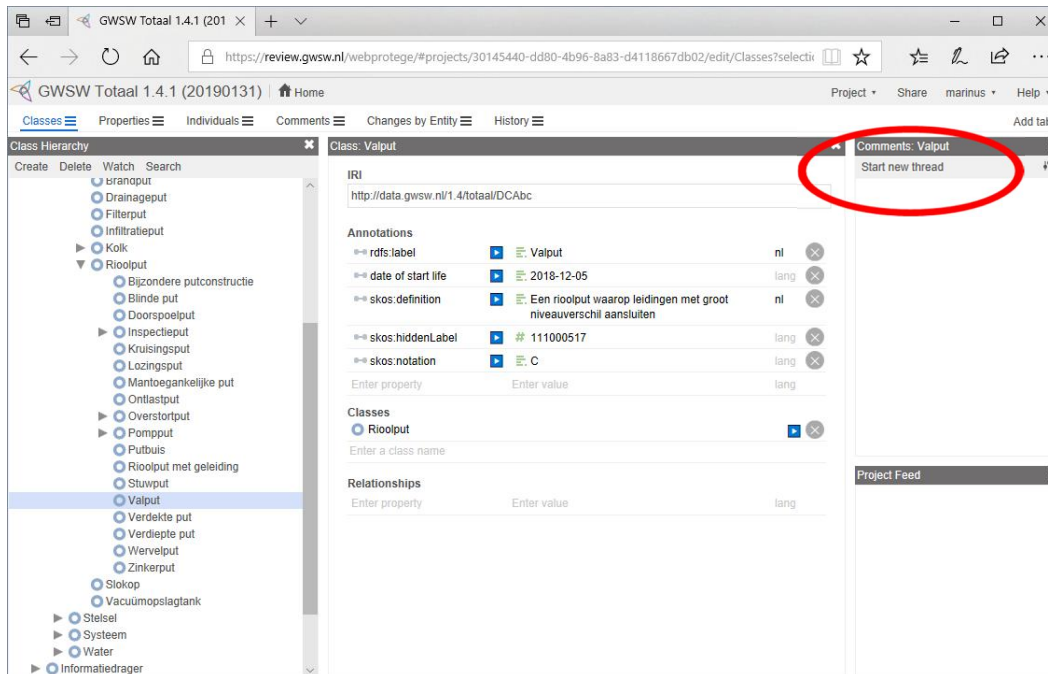 GWSW Totaal 1.4.1 (201
https://review.gwsw.nl/webprotege/#projects/30145440-dd80-4b96-8a83-d4118667db02/edit/Classes?selectic
GWSW Totaal 1.4.1 (20190131) Home Project Share marinus Help
Classes Properties Individuals Comments Changes by Entity History Add tab
Class Hierarchy
Create Delete Watch Search
Brandput
Drainageput
Filterput
Infiltratieput
Kolk
Rioolput
Bijzondere putconstructie
Blinde put
Doorspoelput
Inspectieput
Kruisingsput
Lozingsput
Mantoegankelijke put
Ontlastput
Overstortput
Pompput
Putbuis
Rioolput met geleiding
Stuwput
Valput
Verdekte put
Verdiepte put
Wervelput
Zinkerput
Slokop
Vacuümopslagtank
Stelsel
Systeem
Water
Informatiedrager
Class: Valput
IRI
http://data.gwsw.nl/1.4/totaal/DCAbc
Annotations
rdfs:label Valput nl
date of start life 2018-12-05 lang
skos:definition Een rioolput waarop leidingen met groot nl
niveauverschil aansluiten
skos:hiddenLabel # 111000517 lang
skos:notation C lang
Enter property Enter value lang
Classes
Rioolput
Enter a class name
Relationships
Enter property Enter value lang
Comments: Valput
Start new thread
Project Feed